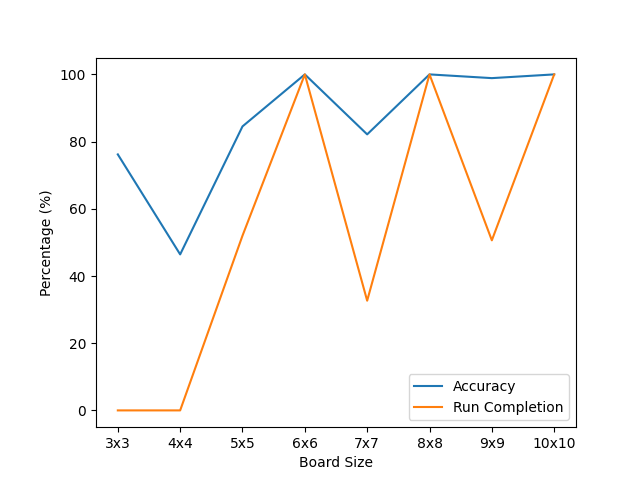 100
80
60
40
20
0
Percentage (%)
Accuracy
Run Completion
3x3 4x4 5x5 6x6 7x7 8x8 9x9 10x10
Board Size